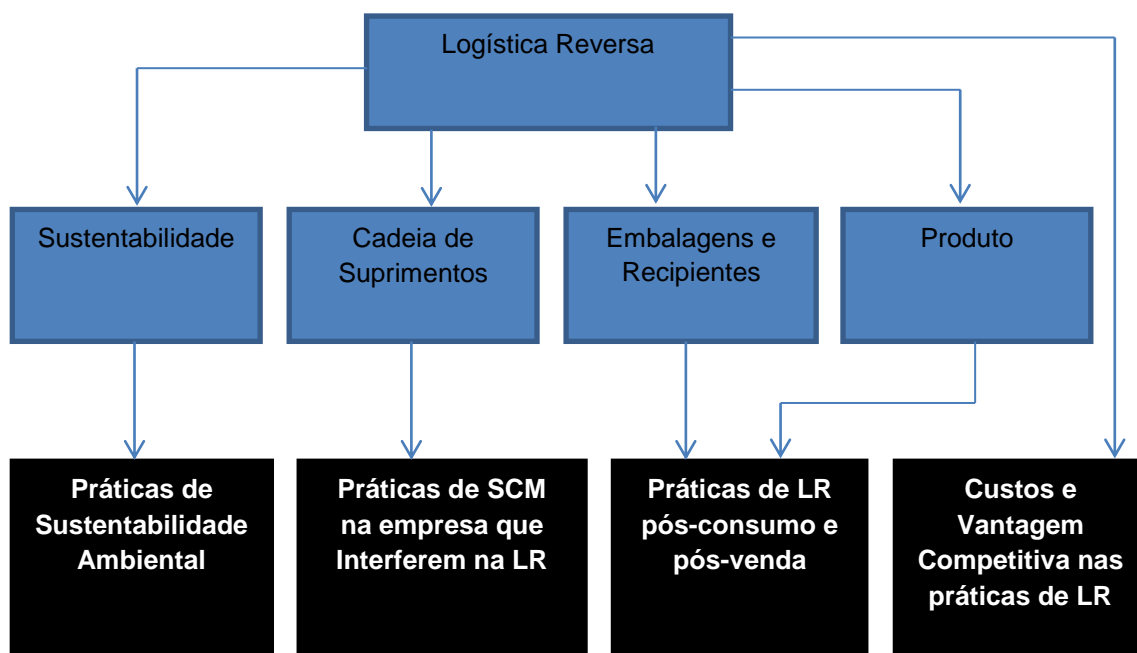 Logística Reversa
Sustentabilidade
Cadeia de
Suprimentos
Embalagens e
Recipientes
Produto
Práticas de
Sustentabilidade
Ambiental
Práticas de SCM
na empresa que
Interferem na LR
Práticas de LR
pós-consumo e
pós-venda
Custos e
Vantagem
Competitiva nas
práticas de LR